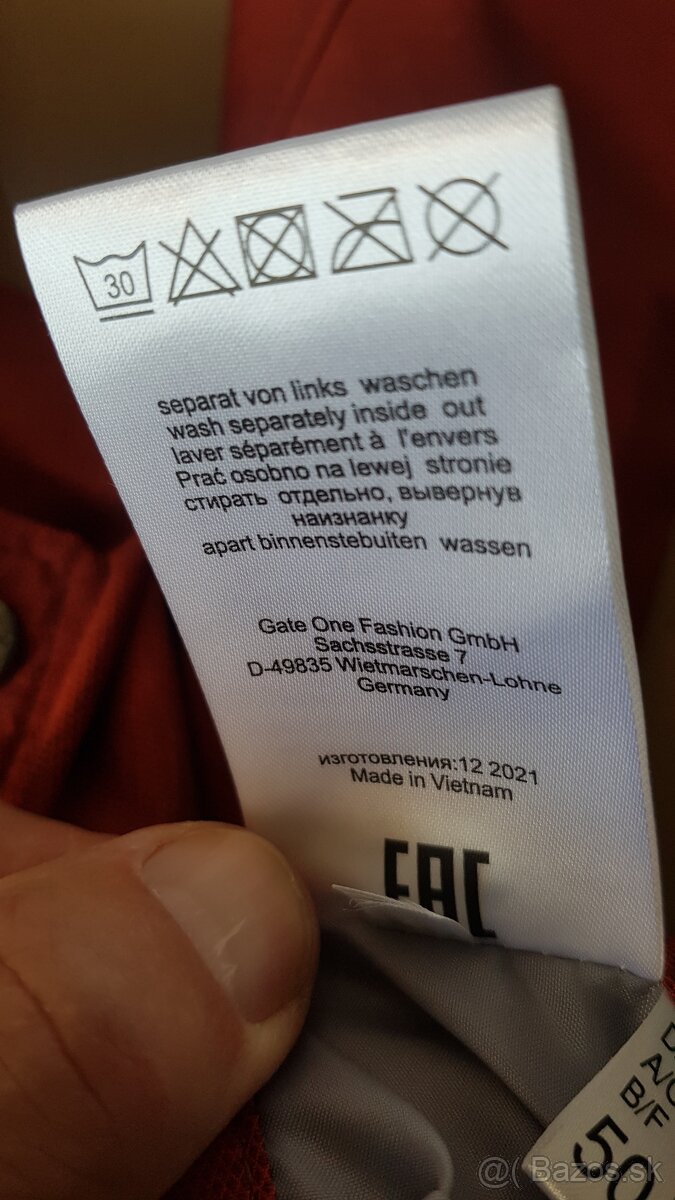 30
separat von links waschen
wash separately inside out
laver séparément à l'envers
Prać osobno na lewej stronie
стирать отдельно, вывернув
наизнанку
apart binnenstebuiten wassen
Gate One Fashion GmbH
Sachsstrasse 7
D-49835 Wietmarschen-Lohne
Germany
изготовления:12 2021
Made in Vietnam
EAC
B/F
Bazos.sk